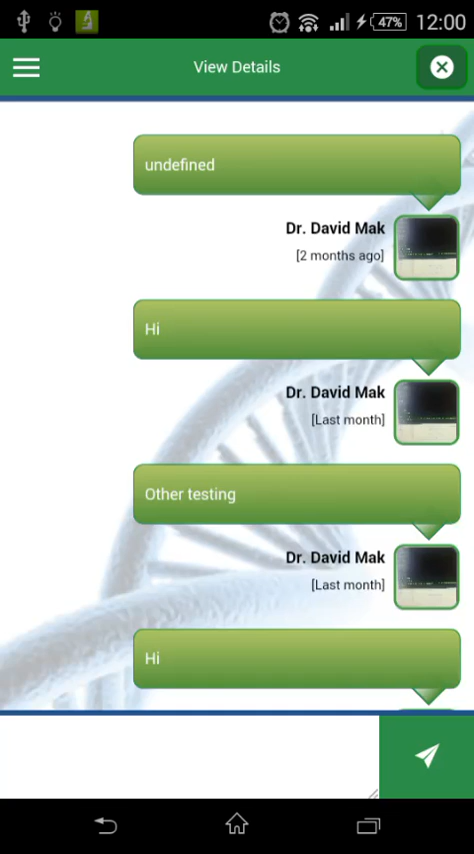 47% 12:00
View Details
undefined
Dr. David Mak
[2 months ago]
Hi
Dr. David Mak
[Last month]
Other testing
Dr. David Mak
[Last month]
Hi